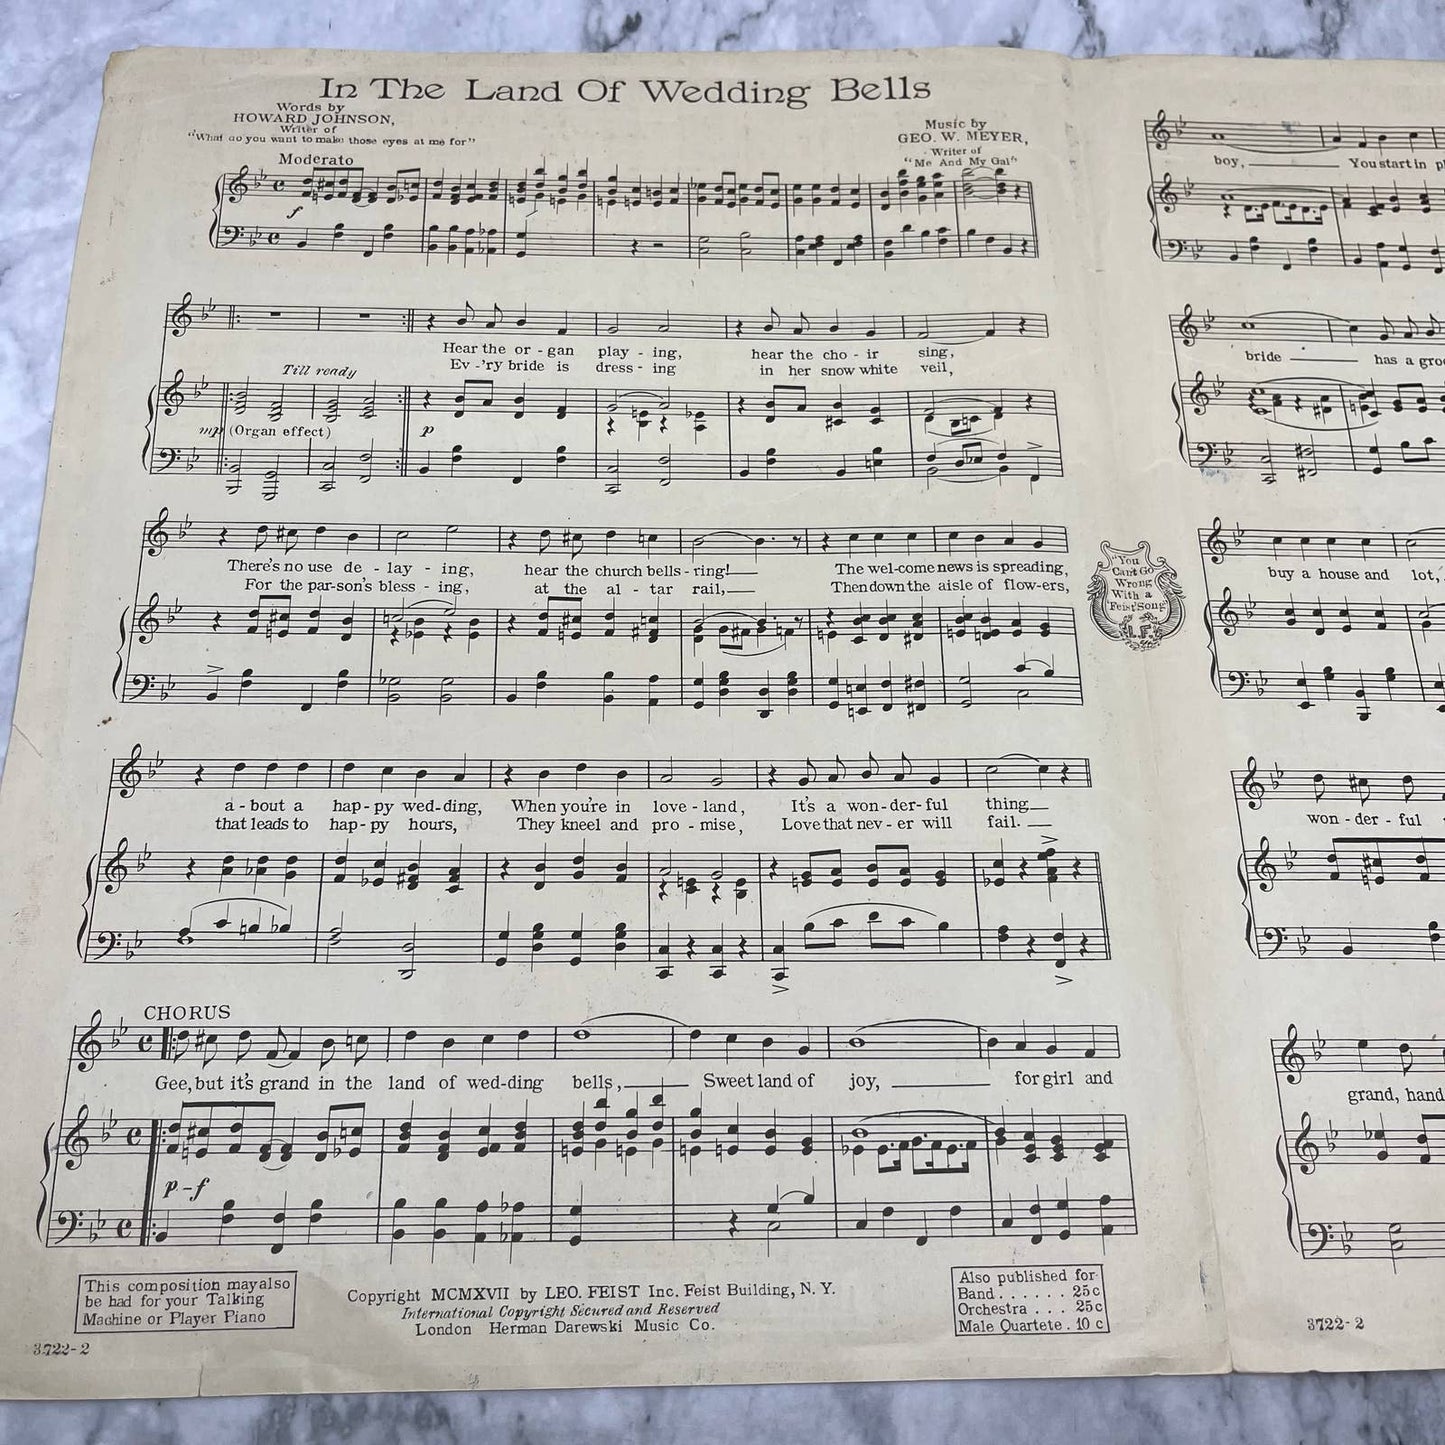 In The Land Of Wedding Bells
Words by
HOWARD JOHNSON,
Writer of
"What do you want to make those eyes at me for"
Music by
GEO. W. MEYER,
Writer of
"Me And My Gal"
Moderato
f
Hear the or - gan play - ing, hear the cho - ir sing,
Ev - 'ry bride is dress - ing in her snow white veil,
Till ready
mp (Organ effect)
p
There's no use de - lay - ing, hear the church bells - ring! The wel-come news is spreading,
For the par-son's bless - ing, at the al - tar rail, Then down the aisle of flow-ers,
a - bout a hap-py wed-ding, When you're in love - land, It's a won-der-ful thing
that leads to hap-py hours, They kneel and pro - mise, Love that nev - er will fail.
CHORUS
Gee, but it's grand in the land of wed-ding bells, Sweet land of joy, for girl and
p - f
This composition may also
be had for your Talking
Machine or Player Piano
Copyright MCMXVII by LEO. FEIST Inc. Feist Building, N. Y.
International Copyright Secured and Reserved
London Herman Darewski Music Co.
Also published for
Band . . . . . . 25c
Orchestra . . . 25c
Male Quartete . 10 c
3722-2
"You
Can't Go
Wrong
With a
'Feist' Song"
L.F.
boy, You start in
bride has a
buy a house and lot,
won - der - ful
grand, hand
3722-2